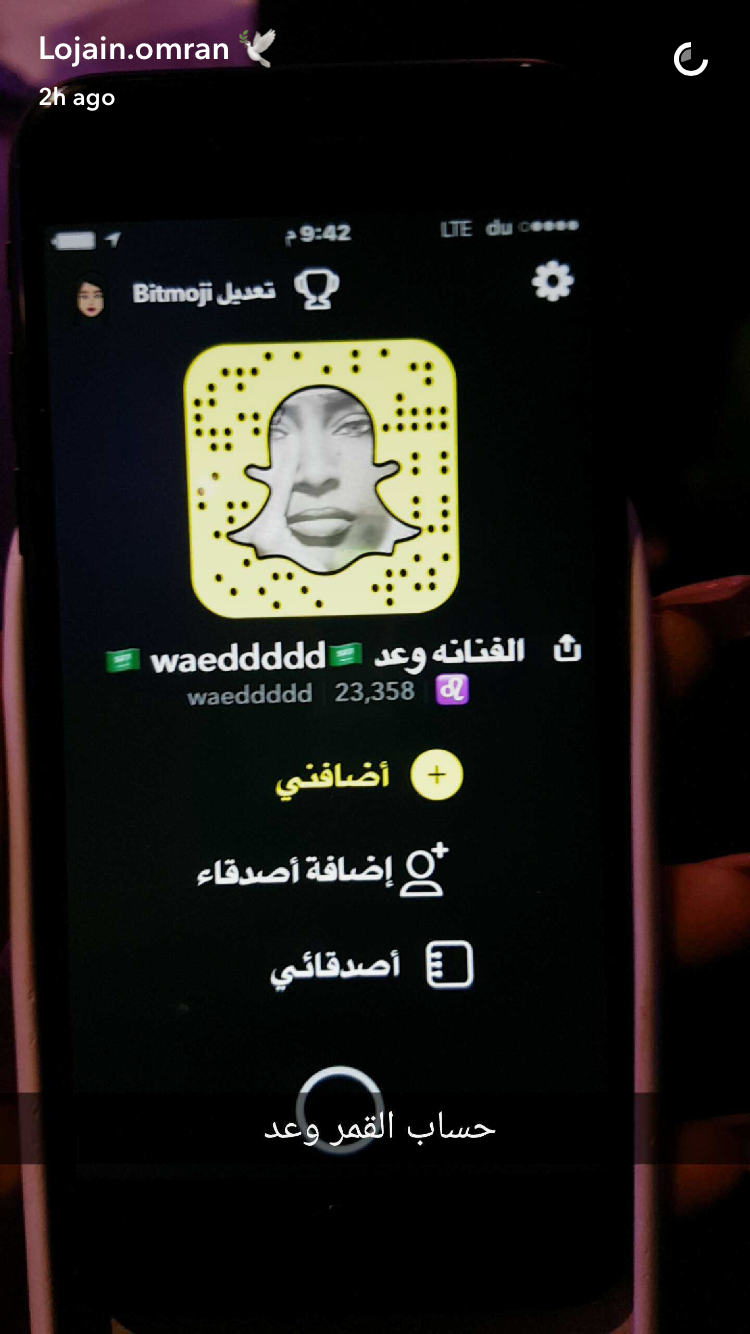 Lojain.omran 🕊
2h ago
LTE du
9:42 م
تعديل Bitmoji
الفنانه وعد🇸🇦waeddddd🇸🇦
waeddddd | 23,358 | ♌
أضافني
إضافة أصدقاء
أصدقائي
حساب القمر وعد